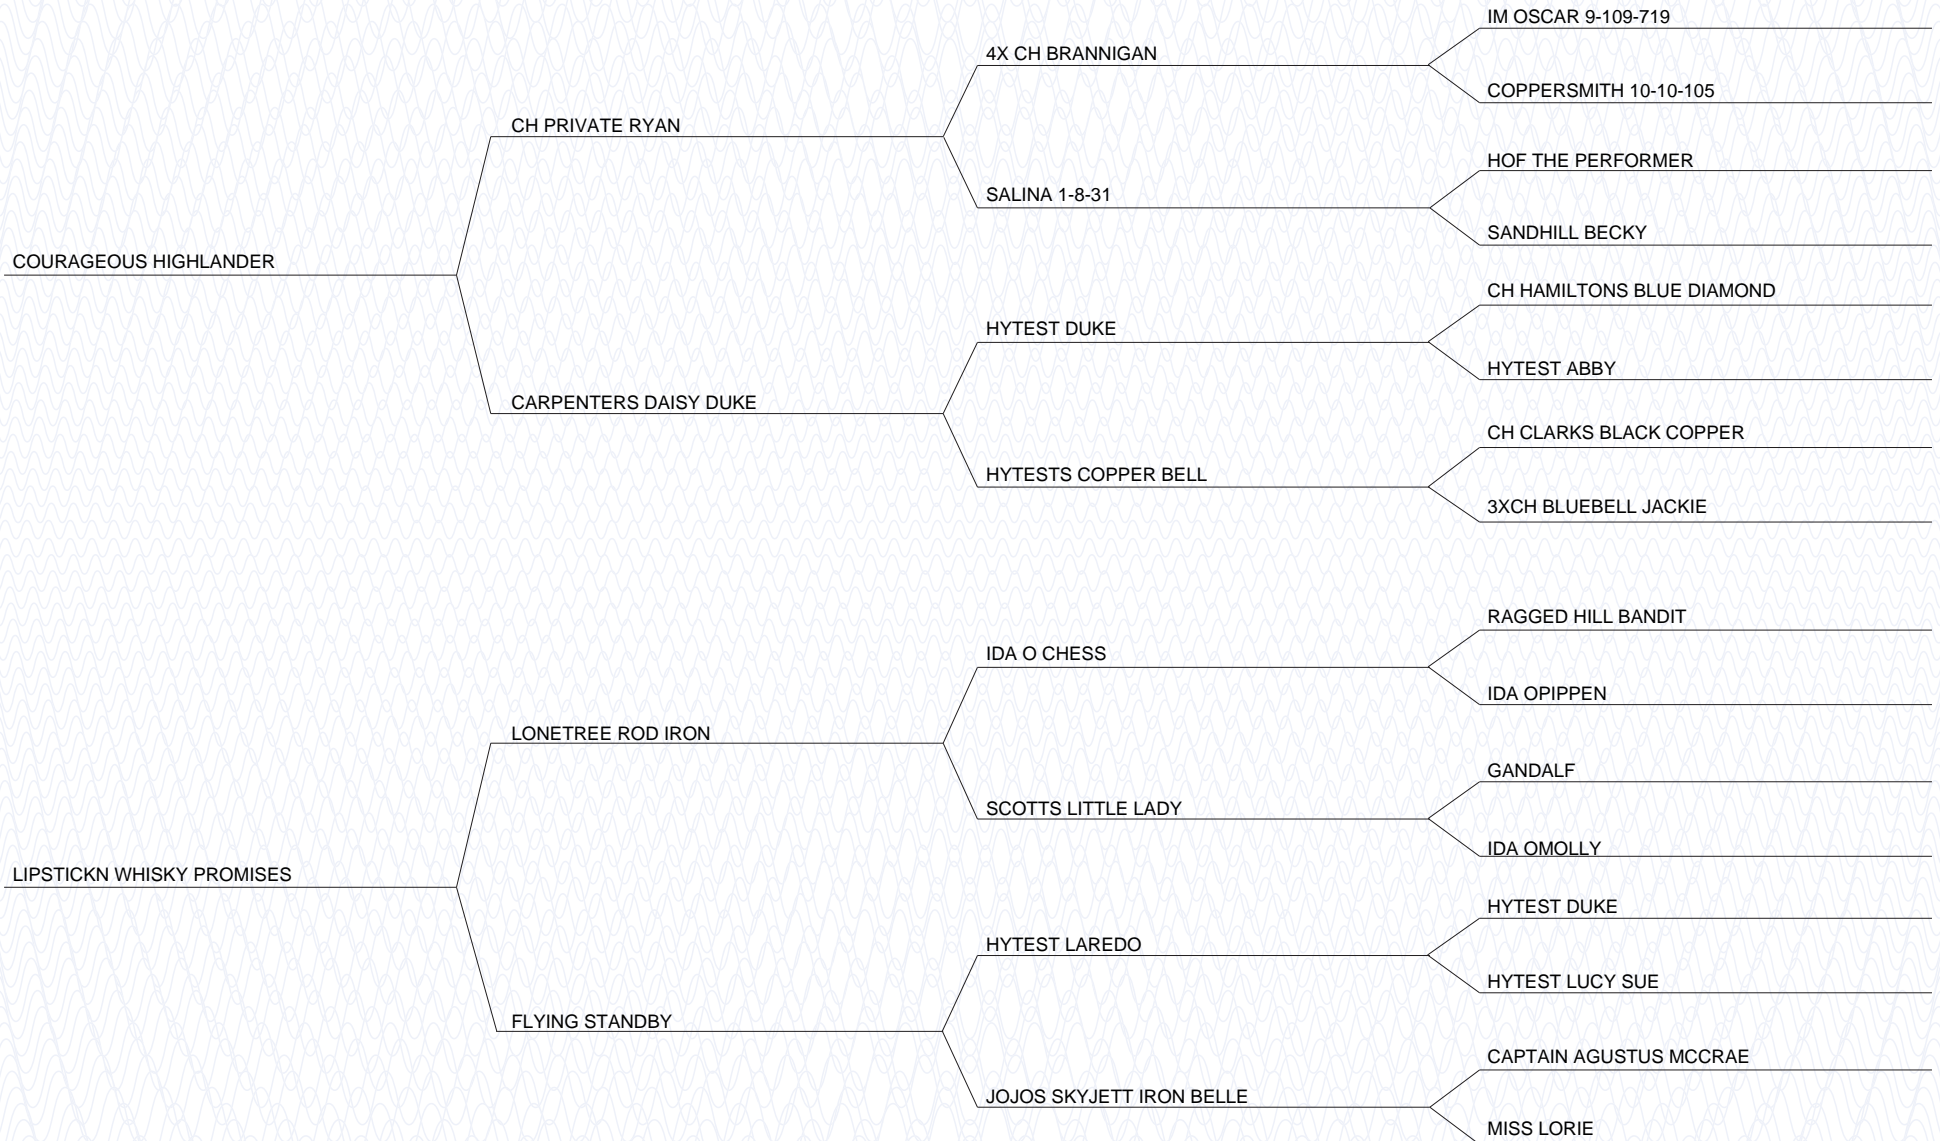 IM OSCAR 9-109-719
4X CH BRANNIGAN
COPPERSMITH 10-10-105
CH PRIVATE RYAN
HOF THE PERFORMER
SALINA 1-8-31
SANDHILL BECKY
COURAGEOUS HIGHLANDER
CH HAMILTONS BLUE DIAMOND
HYTEST DUKE
HYTEST ABBY
CARPENTERS DAISY DUKE
CH CLARKS BLACK COPPER
HYTESTS COPPER BELL
3XCH BLUEBELL JACKIE
RAGGED HILL BANDIT
IDA O CHESS
IDA OPIPPEN
LONETREE ROD IRON
GANDALF
SCOTTS LITTLE LADY
IDA OMOLLY
LIPSTICKN WHISKY PROMISES
HYTEST DUKE
HYTEST LAREDO
HYTEST LUCY SUE
FLYING STANDBY
CAPTAIN AGUSTUS MCCRAE
JOJOS SKYJETT IRON BELLE
MISS LORIE